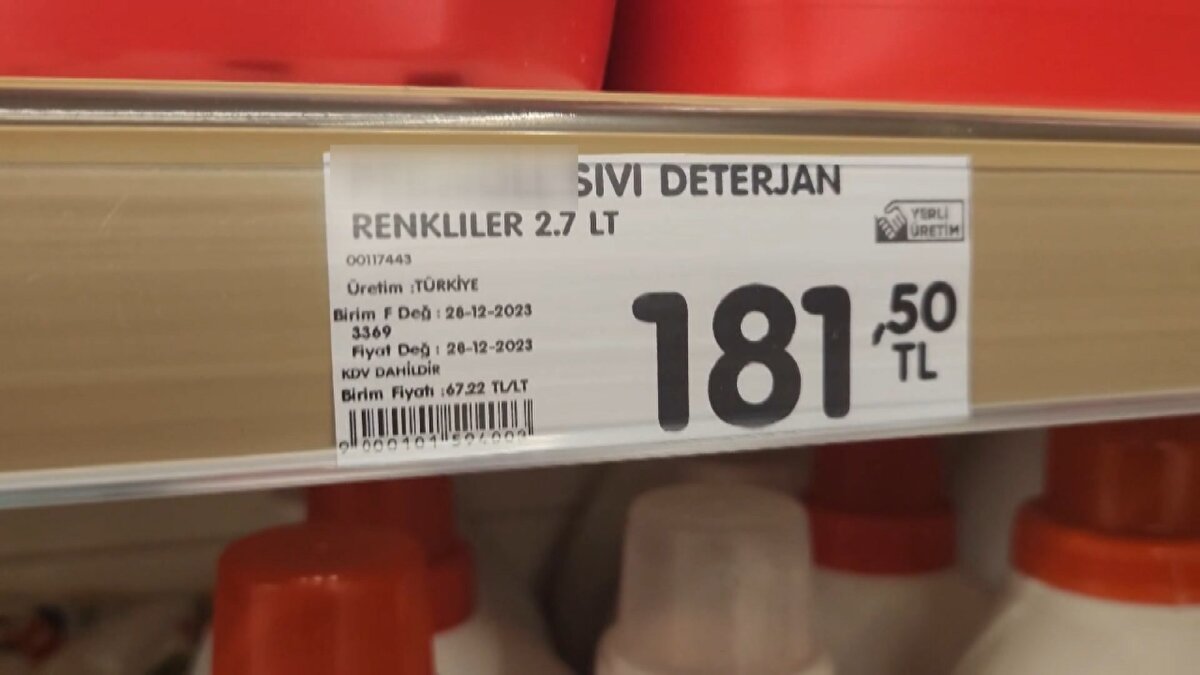 SIVI DETERJAN
RENKLILER 2.7 LT
YERLİ
ÜRETİM
00117443
Üretim :TÜRKİYE
Birim F Değ : 28-12-2023
3369
Fiyat Değ : 28-12-2023
KDV DAHİLDİR
Birim Fiyatı :67.22 TL/LT
181,50
TL